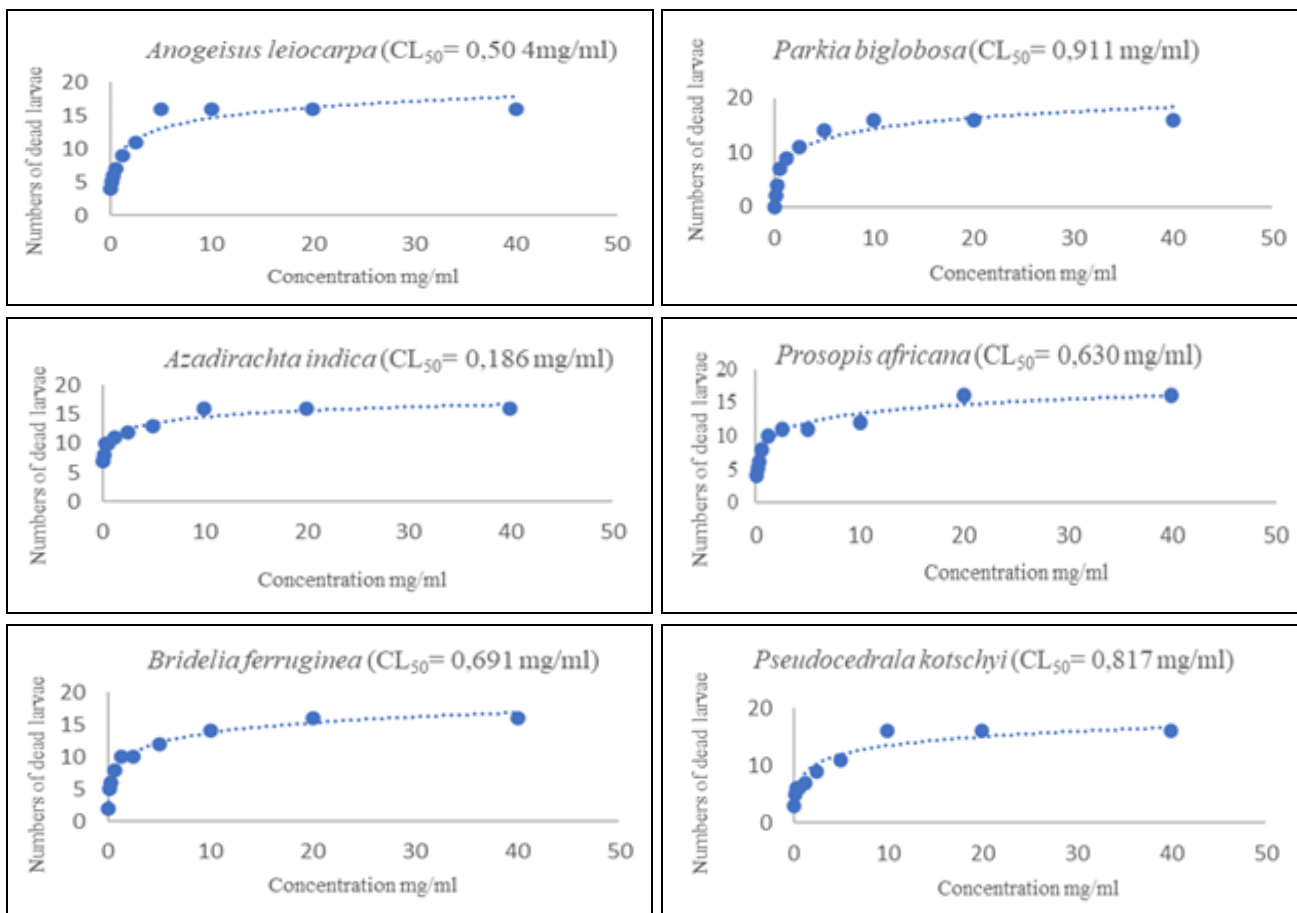 Anogeisus leiocarpa (CL50= 0,50 4mg/ml)
Numbers of dead larvae
20
15
10
5
0
0 10 20 30 40 50
Concentration mg/ml
Parkia biglobosa (CL50= 0,911 mg/ml)
Numbers of dead larvae
20
10
0
0 10 20 30 40 50
Concentration mg/ml
Azadirachta indica (CL50= 0,186 mg/ml)
Numbers of dead larvae
20
15
10
5
0
0 10 20 30 40 50
Concentration mg/ml
Prosopis africana (CL50= 0,630 mg/ml)
Numbers of dead larvae
20
15
10
5
0
0 10 20 30 40 50
Concentration mg/ml
Bridelia ferruginea (CL50= 0,691 mg/ml)
Numbers of dead larvae
20
15
10
5
0
0 10 20 30 40 50
Concentration mg/ml
Pseudocedrala kotschyi (CL50= 0,817 mg/ml)
Numbers of dead larvae
20
10
0
0 10 20 30 40 50
Concentration mg/ml